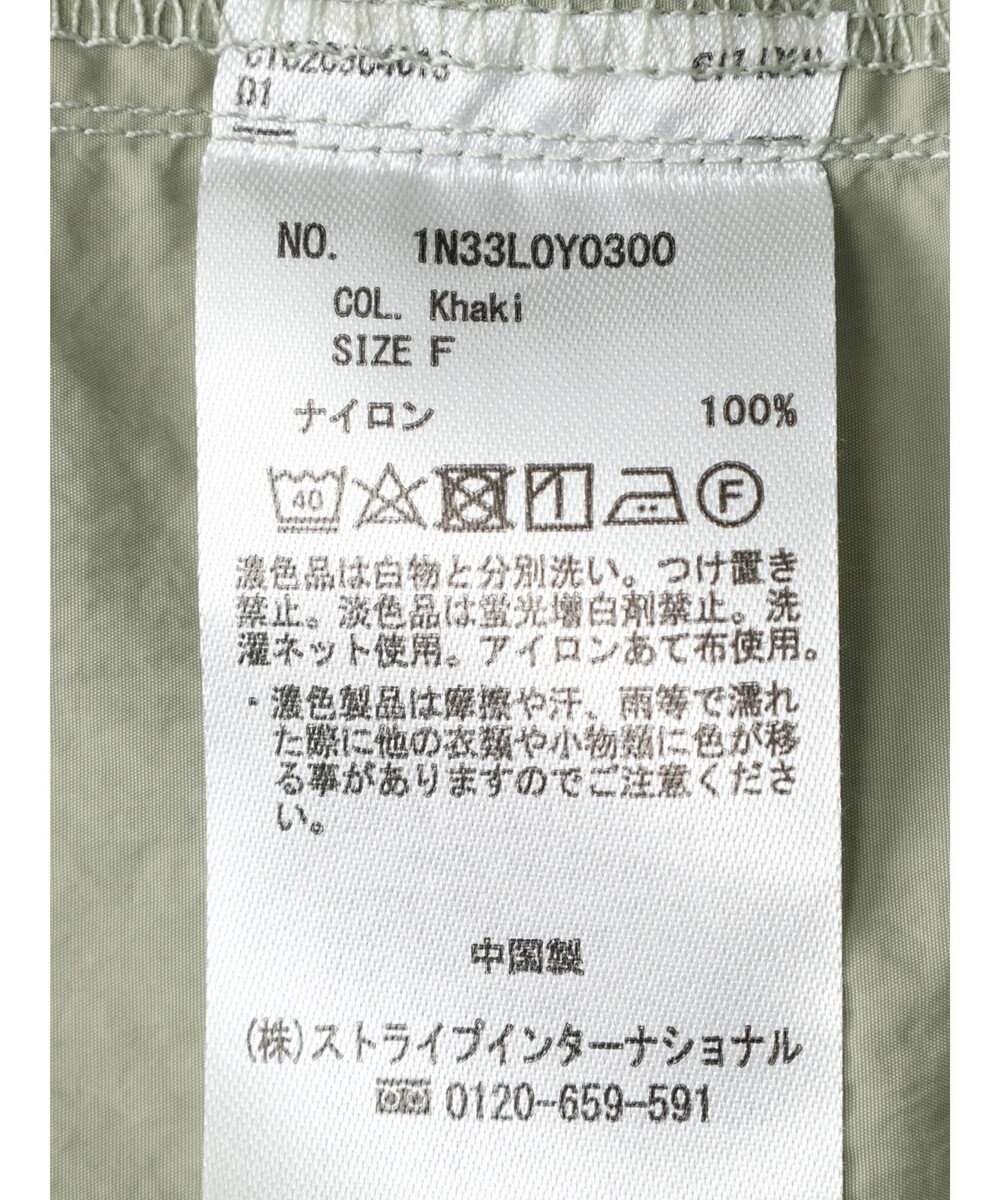 D1
NO. 1N33L0Y0300
COL. Khaki
SIZE F
ナイロン 100%
40
F
濃色品は白物と分別洗い。つけ置き
禁止。淡色品は蛍光増白剤禁止。洗
濯ネット使用。アイロンあて布使用。
・濃色製品は摩擦や汗、雨等で濡れ
た際に他の衣類や小物類に色が移
る事がありますのでご注意くださ
い。
中国製
(株)ストライプインターナショナル
0120-659-591